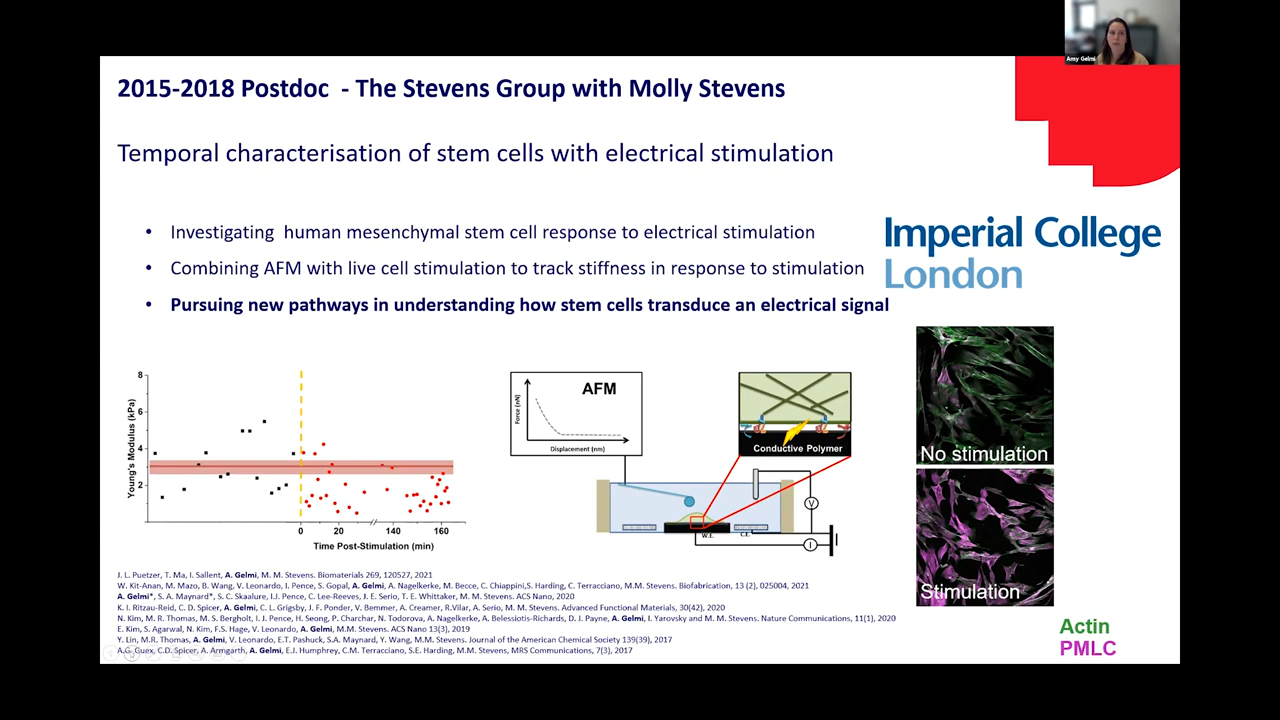 Amy Gelmi
2015-2018 Postdoc - The Stevens Group with Molly Stevens
Temporal characterisation of stem cells with electrical stimulation
• Investigating human mesenchymal stem cell response to electrical stimulation
• Combining AFM with live cell stimulation to track stiffness in response to stimulation
• Pursuing new pathways in understanding how stem cells transduce an electrical signal
Imperial College
London
Young's Modulus (kPa)
8
6
4
2
0
20
140
160
Time Post-Stimulation (min)
AFM
Force (nN)
Displacement (nm)
Conductive Polymer
W.E.
C.E.
V
I
No stimulation
Stimulation
Actin
PMLC
J. L. Puetzer, T. Ma, I. Sallent, A. Gelmi, M. M. Stevens. Biomaterials 269, 120527, 2021
W. Kit-Anan, M. Mazo, B. Wang, V. Leonardo, I. Pence, S. Gopal, A. Gelmi, A. Nagelkerke, M. Becce, C. Chiappini,S. Harding, C. Terracciano, M.M. Stevens. Biofabrication, 13 (2), 025004, 2021
A. Gelmi*, S. A. Maynard*, S. C. Skaalure, I.J. Pence, C. Lee-Reeves, J. E. Serio, T. E. Whittaker, M. M. Stevens. ACS Nano, 2020
K. I. Ritzau-Reid, C. D. Spicer, A. Gelmi, C. L. Grigsby, J. F. Ponder, V. Bemmer, A. Creamer, R.Vilar, A. Serio, M. M. Stevens. Advanced Functional Materials, 30(42), 2020
N. Kim, M. R. Thomas, M. S. Bergholt, I. J. Pence, H. Seong, P. Charchar, N. Todorova, A. Nagelkerke, A. Belessiotis-Richards, D. J. Payne, A. Gelmi, I. Yarovsky and M. M. Stevens. Nature Communications, 11(1), 2020
E. Kim, S. Agarwal, N. Kim, F.S. Hage, V. Leonardo, A. Gelmi, M.M. Stevens. ACS Nano 13(3), 2019
Y. Lin, M.R. Thomas, A. Gelmi, V. Leonardo, E.T. Pashuck, S.A. Maynard, Y. Wang, M.M. Stevens. Journal of the American Chemical Society 139(39), 2017
A.G. Guex, C.D. Spicer, A. Armgarth, A. Gelmi, E.J. Humphrey, C.M. Terracciano, S.E. Harding, M.M. Stevens, MRS Communications, 7(3), 2017